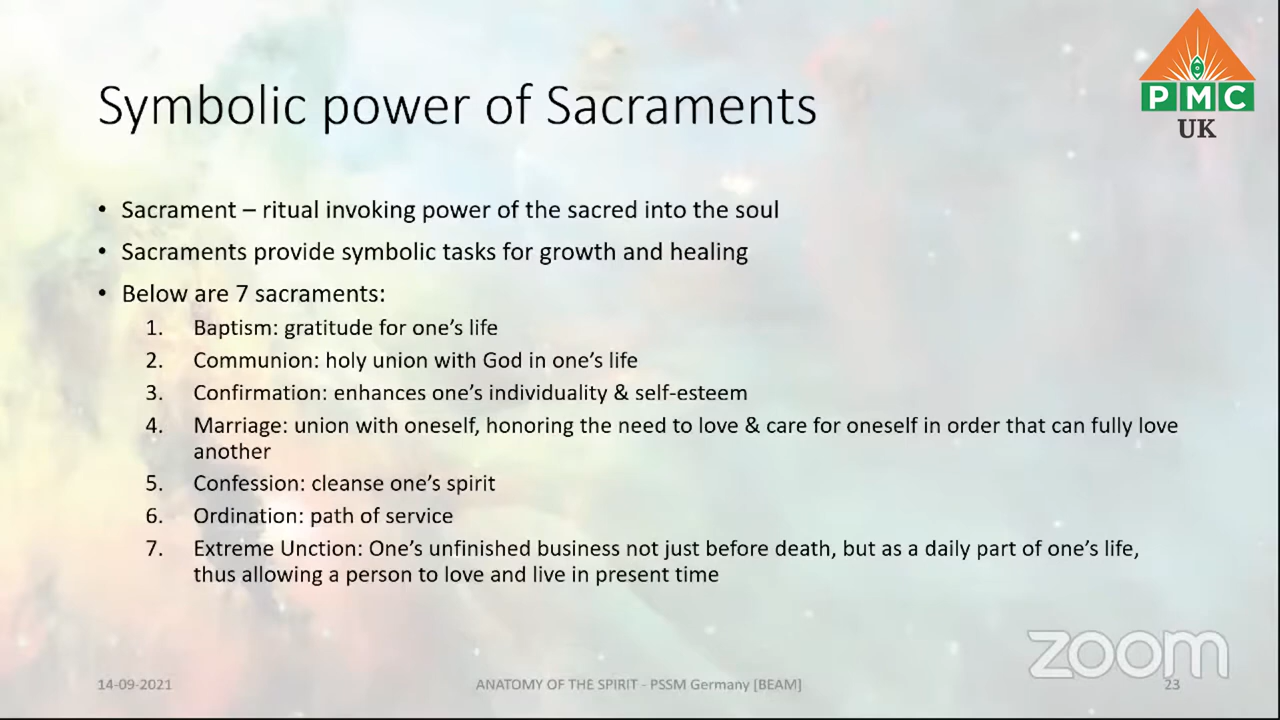 PMC
UK
Symbolic power of Sacraments
• Sacrament – ritual invoking power of the sacred into the soul
• Sacraments provide symbolic tasks for growth and healing
• Below are 7 sacraments:
1. Baptism: gratitude for one's life
2. Communion: holy union with God in one's life
3. Confirmation: enhances one's individuality & self-esteem
4. Marriage: union with oneself, honoring the need to love & care for oneself in order that can fully love
another
5. Confession: cleanse one's spirit
6. Ordination: path of service
7. Extreme Unction: One's unfinished business not just before death, but as a daily part of one's life,
thus allowing a person to love and live in present time
zoom
14-09-2021 ANATOMY OF THE SPIRIT - PSSM Germany [BEAM] 23